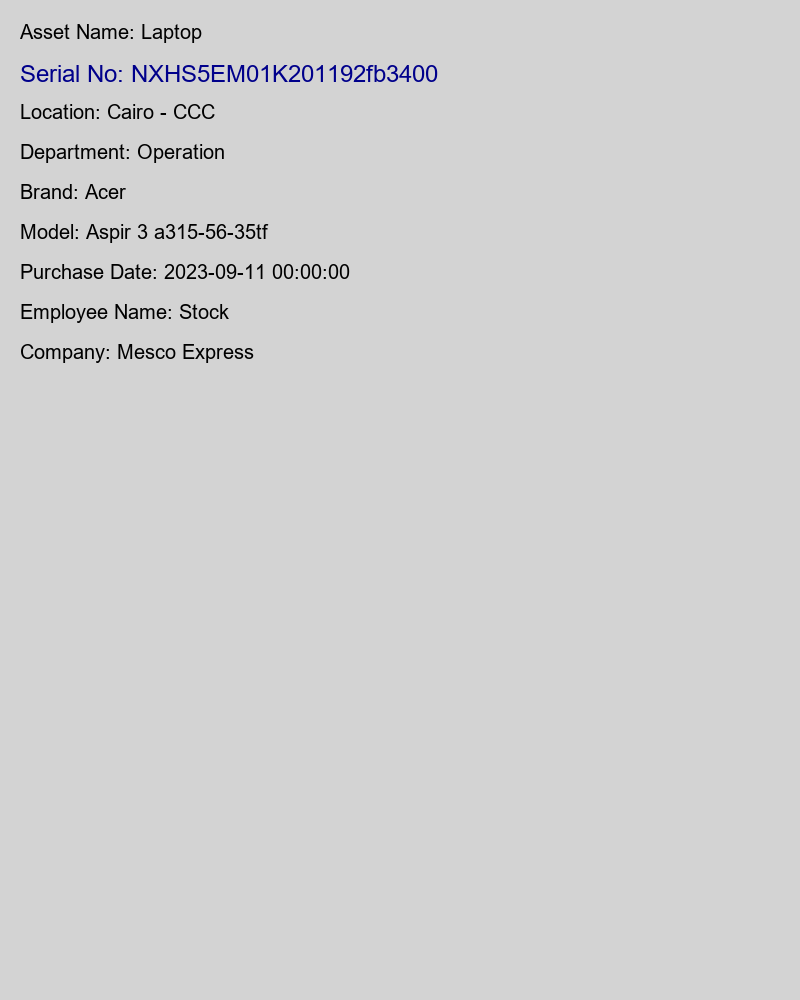 Asset Name: Laptop
Serial No: NXHS5EM01K201192fb3400
Location: Cairo - CCC
Department: Operation
Brand: Acer
Model: Aspir 3 a315-56-35tf
Purchase Date: 2023-09-11 00:00:00
Employee Name: Stock
Company: Mesco Express